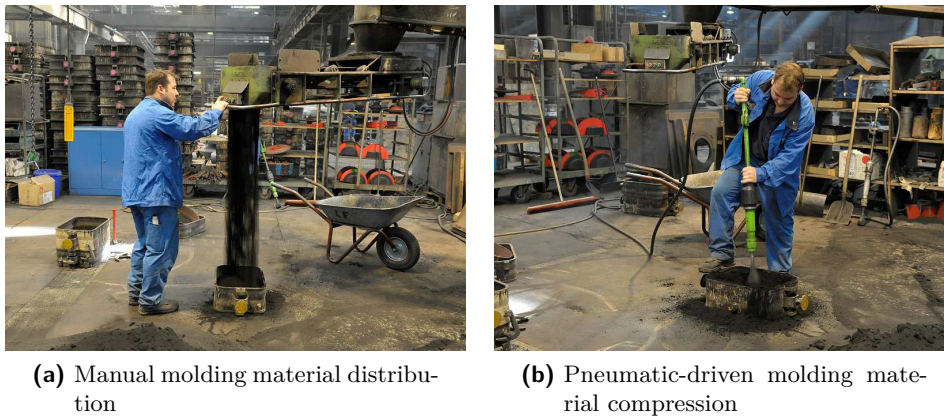 (a) Manual molding material distribu-
tion
(b) Pneumatic-driven molding mate-
rial compression